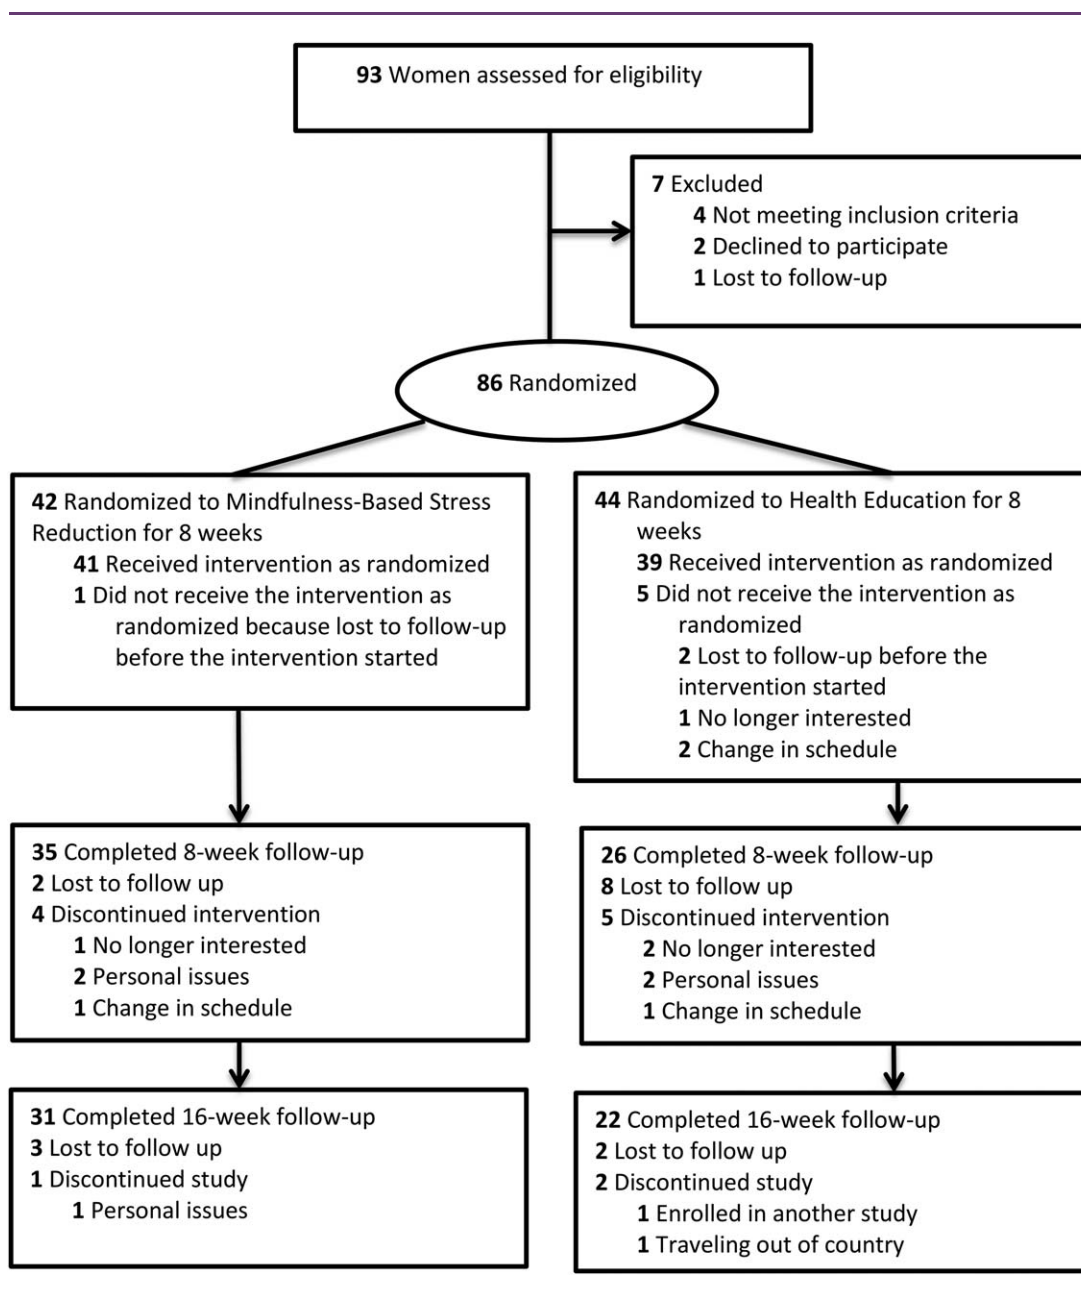 93 Women assessed for eligibility
7 Excluded
4 Not meeting inclusion criteria
2 Declined to participate
1 Lost to follow-up
86 Randomized
42 Randomized to Mindfulness-Based Stress
Reduction for 8 weeks
41 Received intervention as randomized
1 Did not receive the intervention as
randomized because lost to follow-up
before the intervention started
44 Randomized to Health Education for 8
weeks
39 Received intervention as randomized
5 Did not receive the intervention as
randomized
2 Lost to follow-up before the
intervention started
1 No longer interested
2 Change in schedule
35 Completed 8-week follow-up
2 Lost to follow up
4 Discontinued intervention
1 No longer interested
2 Personal issues
1 Change in schedule
26 Completed 8-week follow-up
8 Lost to follow up
5 Discontinued intervention
2 No longer interested
2 Personal issues
1 Change in schedule
31 Completed 16-week follow-up
3 Lost to follow up
1 Discontinued study
1 Personal issues
22 Completed 16-week follow-up
2 Lost to follow up
2 Discontinued study
1 Enrolled in another study
1 Traveling out of country